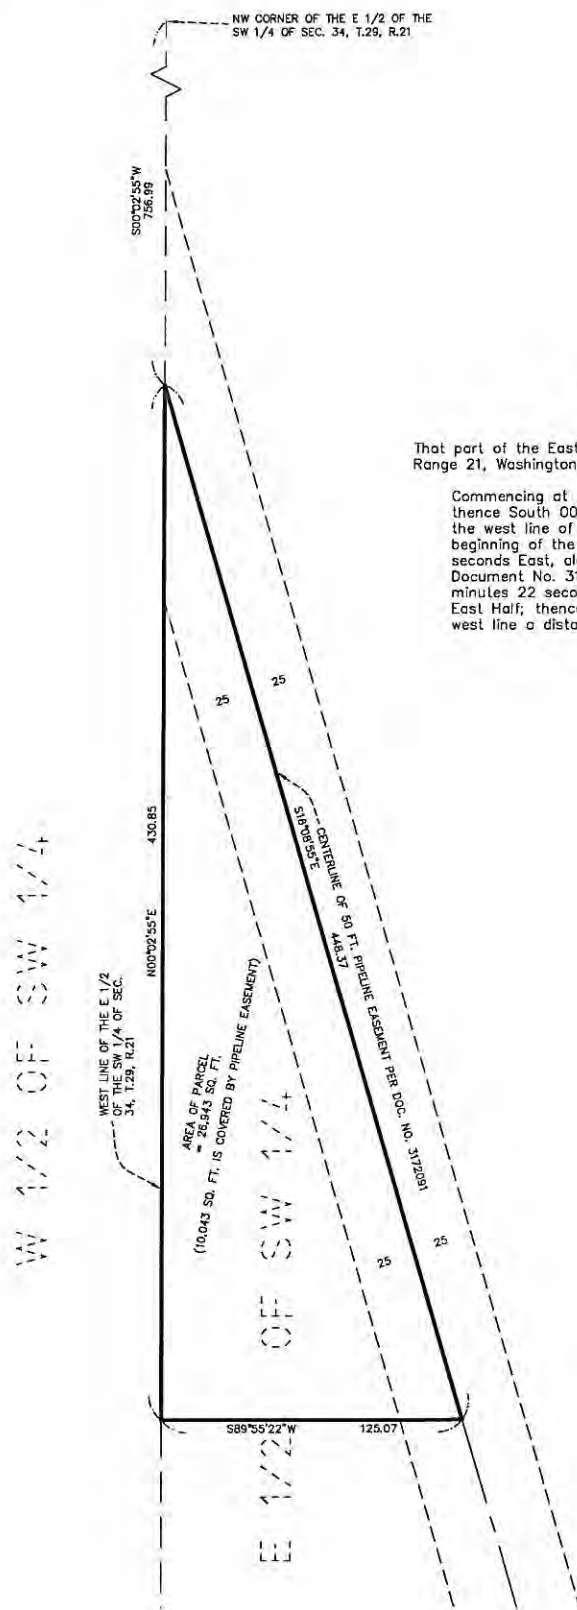 NW CORNER OF THE E 1/2 OF THE
SW 1/4 OF SEC. 34, T.29, R.21
S00°02'55"W
756.99
That part of the East
Range 21, Washington
Commencing at
thence South 00
the west line of
beginning of the
seconds East, alo
Document No. 31
minutes 22 seco
East Half; thence
west line a dista
25
25
CENTERLINE OF 50 FT. PIPELINE EASEMENT PER DOC. NO. 3172091
S16°08'55"E
448.37
430.85
N00°02'55"E
W 1/2 OF SW 1/4
WEST LINE OF THE E 1/2
OF THE SW 1/4 OF SEC.
34, T.29, R.21
AREA OF PARCEL
= 26,943 SQ. FT.
(10,043 SQ. FT. IS COVERED BY PIPELINE EASEMENT)
E 1/2 OF SW 1/4
25
25
S89°55'22"W
125.07